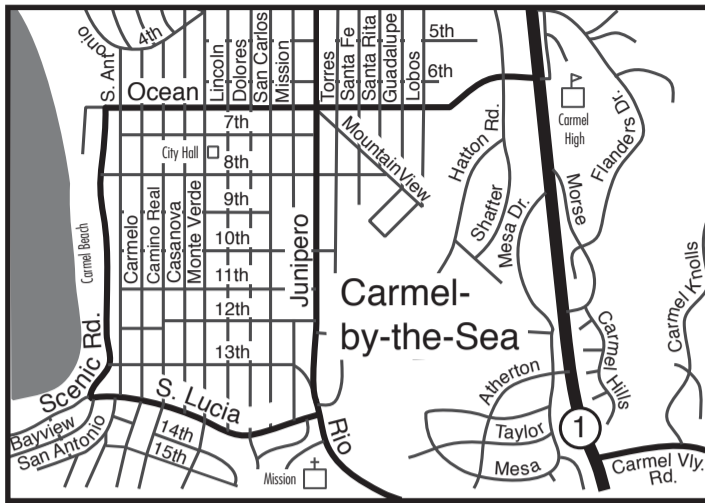 4th
S. Antonio
Ocean
Lincoln
Dolores
San Carlos
Mission
Torres
Santa Fe
Santa Rita
Guadalupe
Lobos
5th
6th
7th
City Hall
8th
9th
10th
11th
12th
13th
Carmelo
Camino Real
Casanova
Monte Verde
Junipero
MountainView
Hatton Rd.
Shafter
Mesa Dr.
Carmel
High
Flanders Dr.
Morse
Carmel Beach
Scenic Rd.
Carmel-
by-the-Sea
Carmel Knolls
Carmel Hills
Atherton
Taylor
Mesa
1
Carmel Vly.
Rd.
S. Lucia
Rio
Bayview
San Antonio
14th
15th
Mission